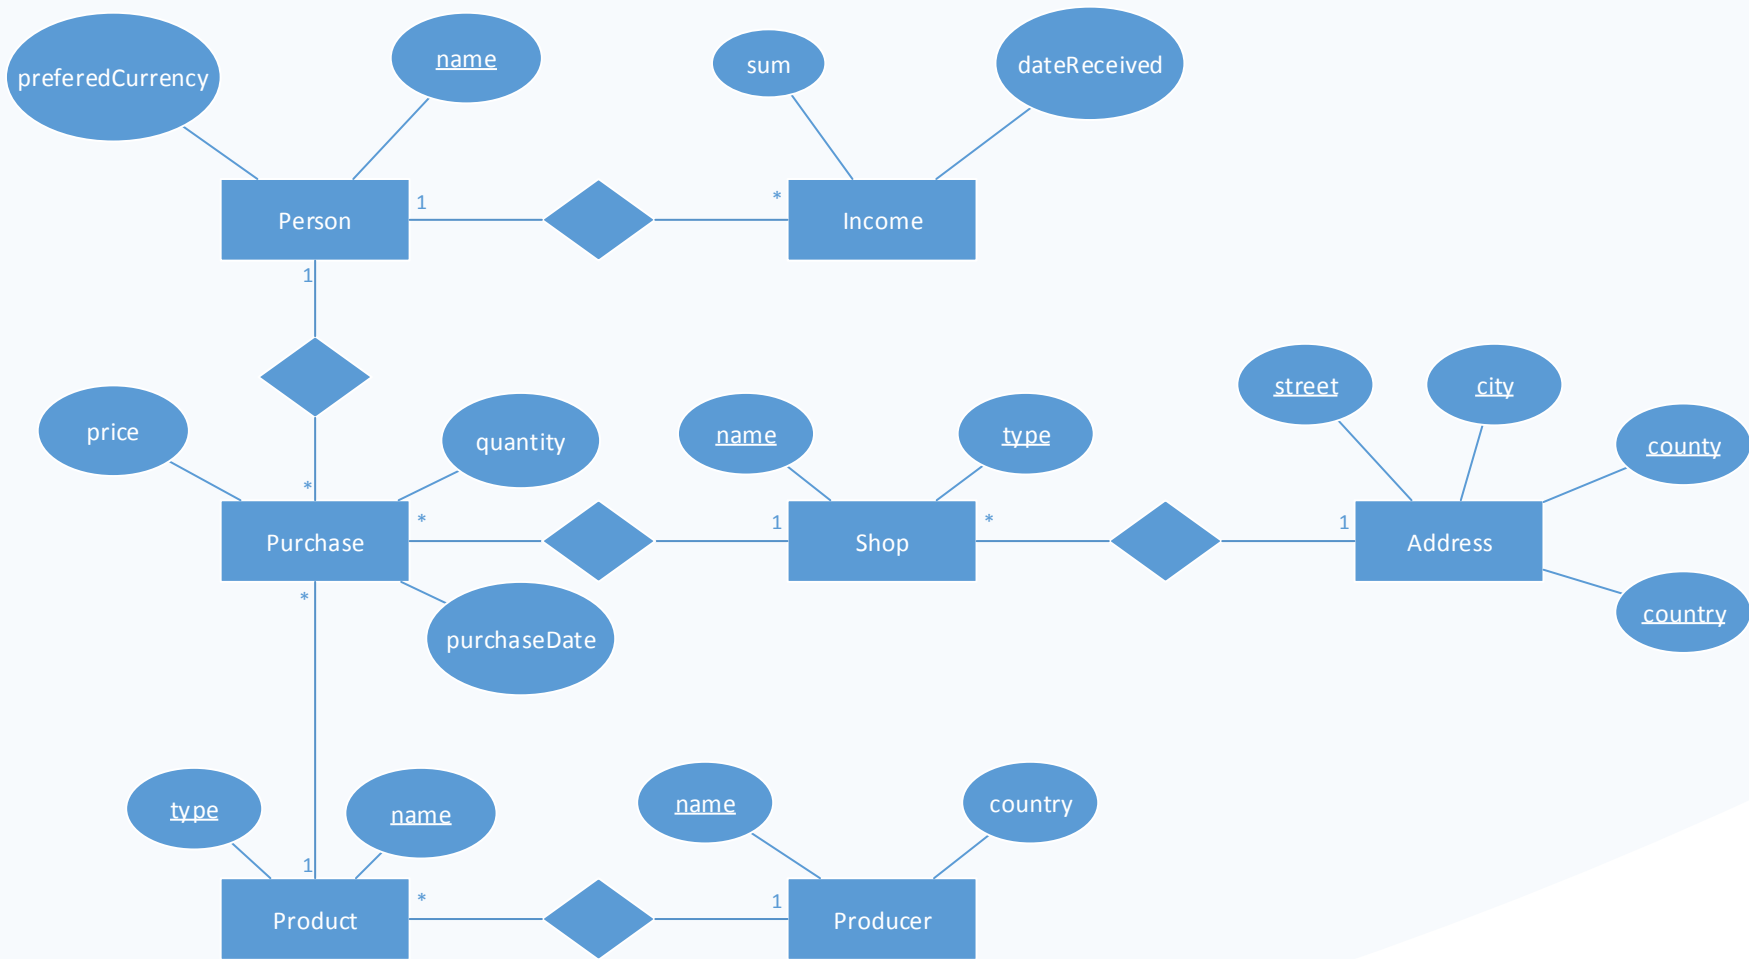 preferedCurrency
name
sum
dateReceived
Person
1
*
Income
1
price
*
quantity
name
type
street
city
county
Purchase
*
1
Shop
*
1
Address
*
purchaseDate
country
type
name
name
country
1
Product
*
1
Producer